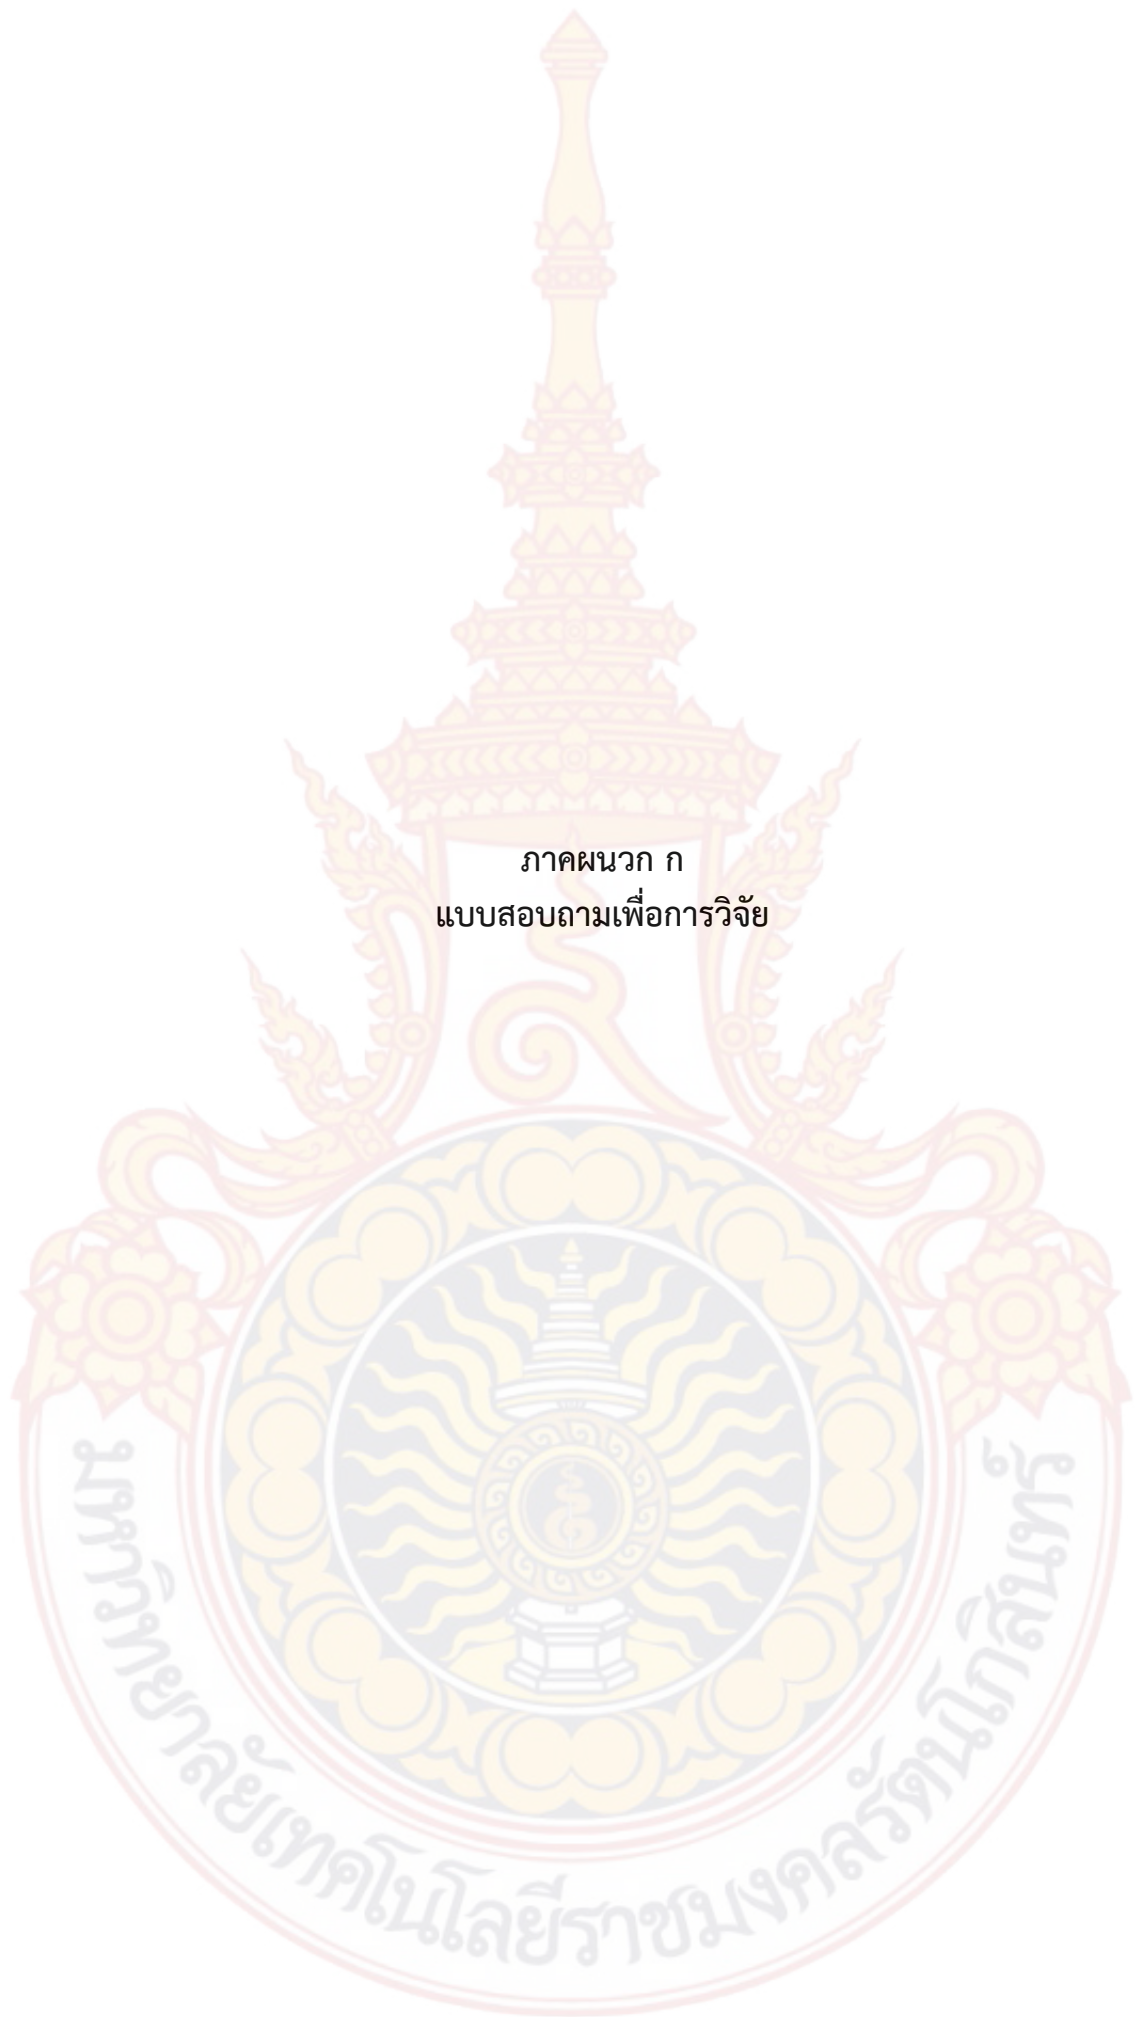 ภาคผนวก ก
แบบสอบถามเพื่อการวิจัย
มหาวิทยาลัยเทคโนโลยีราชมงคลรัตนโกสินทร์